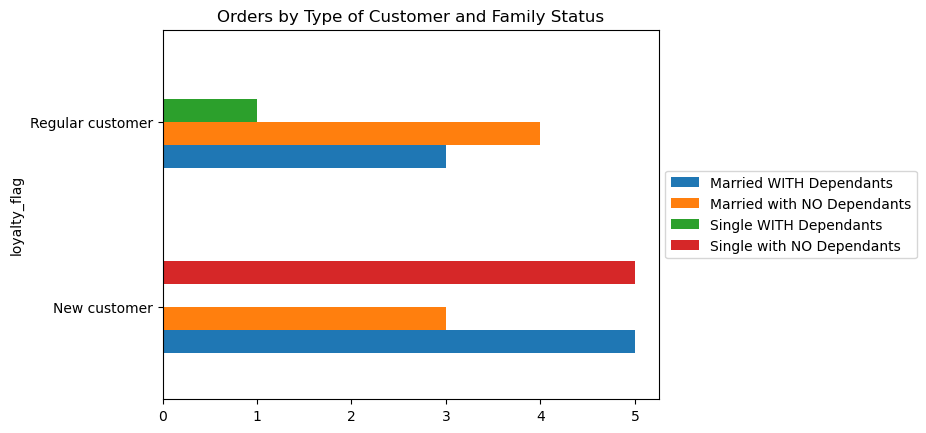 Orders by Type of Customer and Family Status
loyalty_flag
Regular customer
New customer
0 1 2 3 4 5
Married WITH Dependants
Married with NO Dependants
Single WITH Dependants
Single with NO Dependants